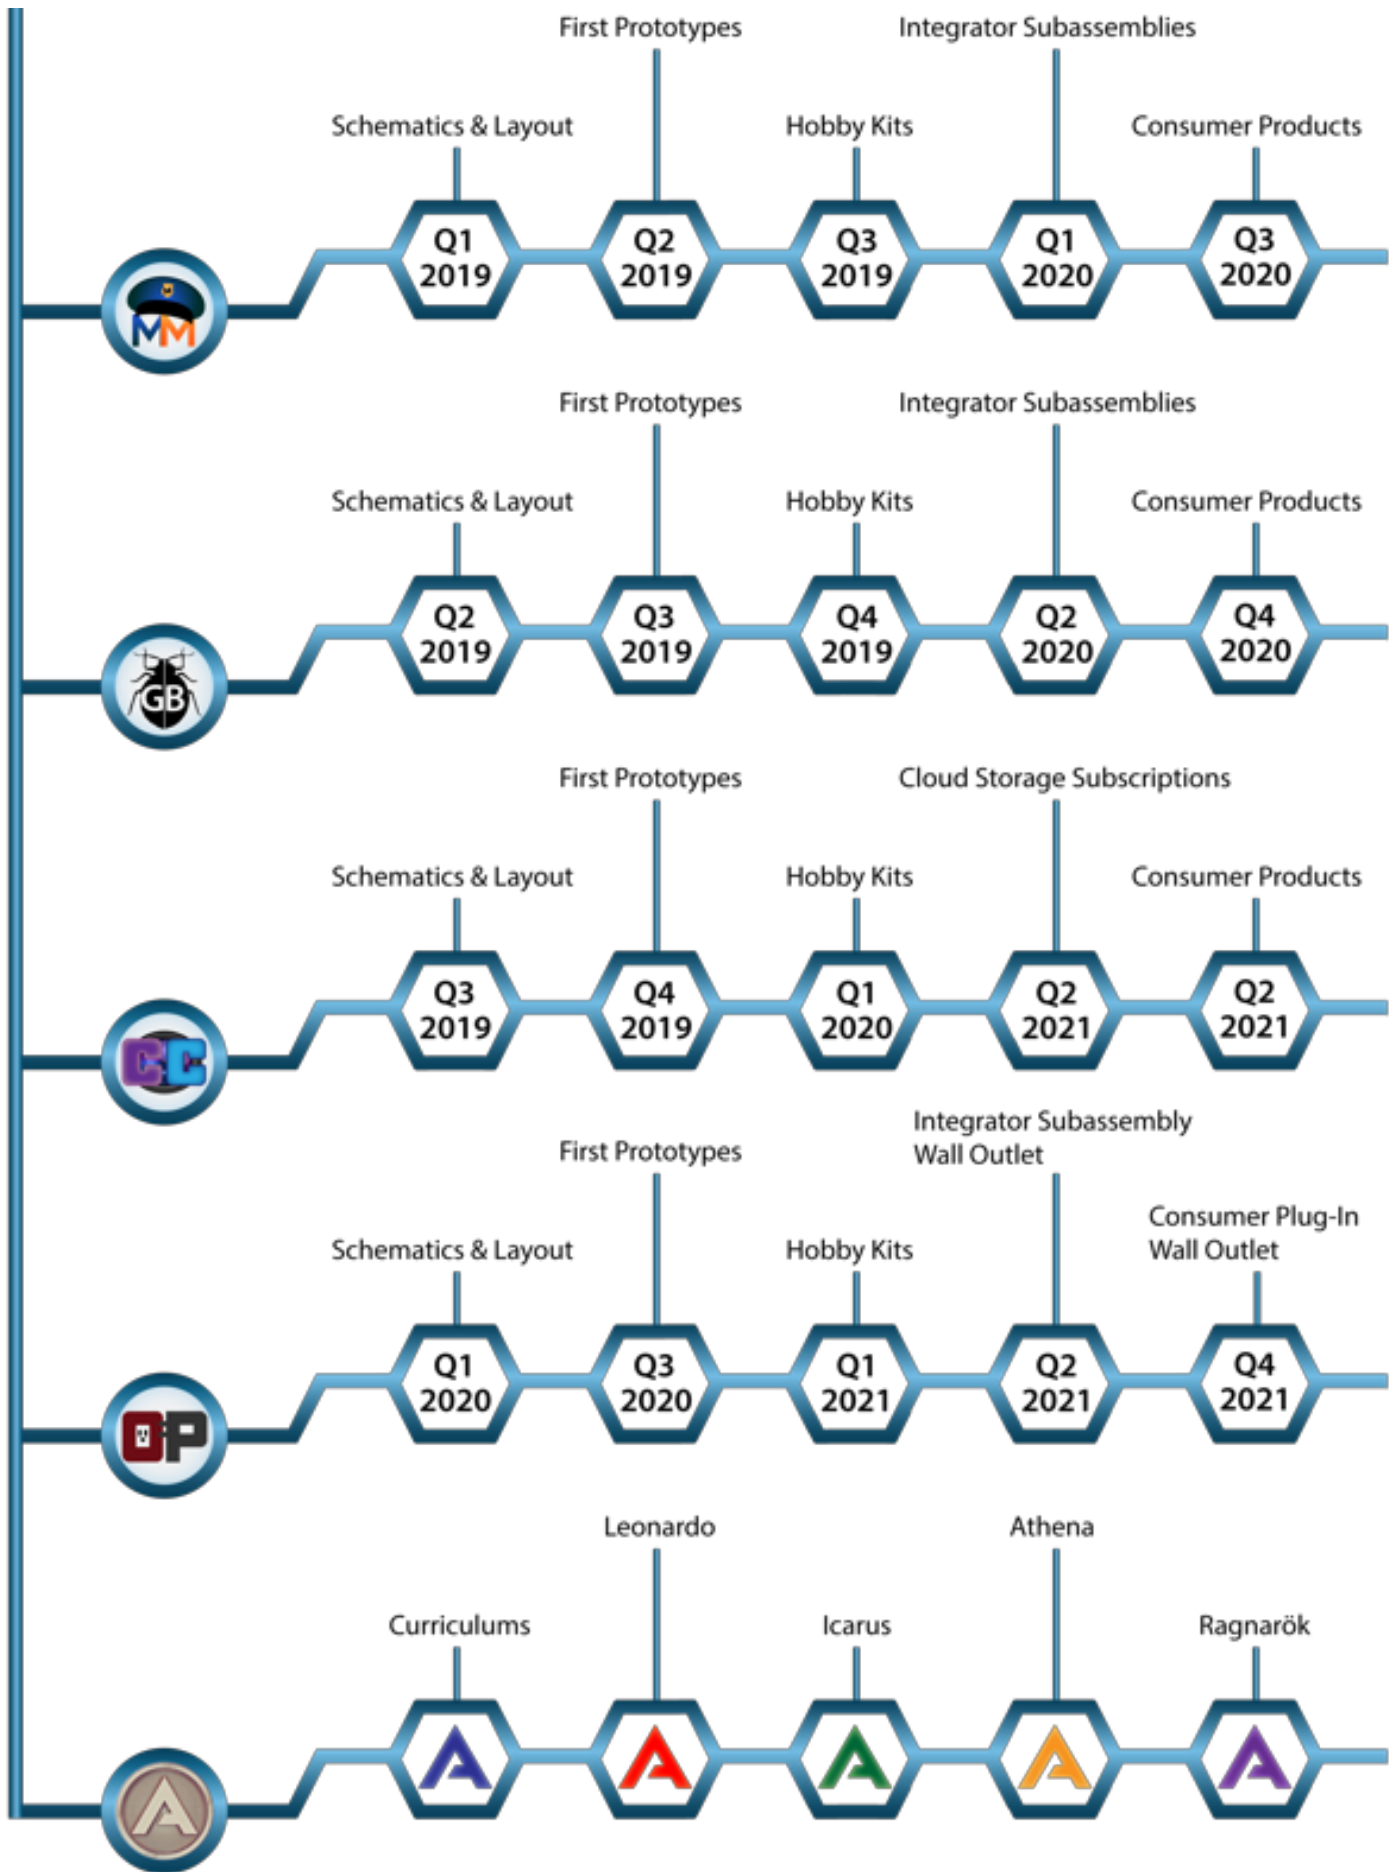 First Prototypes
Integrator Subassemblies
Schematics & Layout
Hobby Kits
Consumer Products
Q1
2019
Q2
2019
Q3
2019
Q1
2020
Q3
2020
MM
First Prototypes
Integrator Subassemblies
Schematics & Layout
Hobby Kits
Consumer Products
Q2
2019
Q3
2019
Q4
2019
Q2
2020
Q4
2020
GB
First Prototypes
Cloud Storage Subscriptions
Schematics & Layout
Hobby Kits
Consumer Products
Q3
2019
Q4
2019
Q1
2020
Q2
2021
Q2
2021
CC
First Prototypes
Integrator Subassembly
Wall Outlet
Schematics & Layout
Hobby Kits
Consumer Plug-In
Wall Outlet
Q1
2020
Q3
2020
Q1
2021
Q2
2021
Q4
2021
OP
Leonardo
Athena
Curriculums
Icarus
Ragnarök
A
A
A
A
A
A